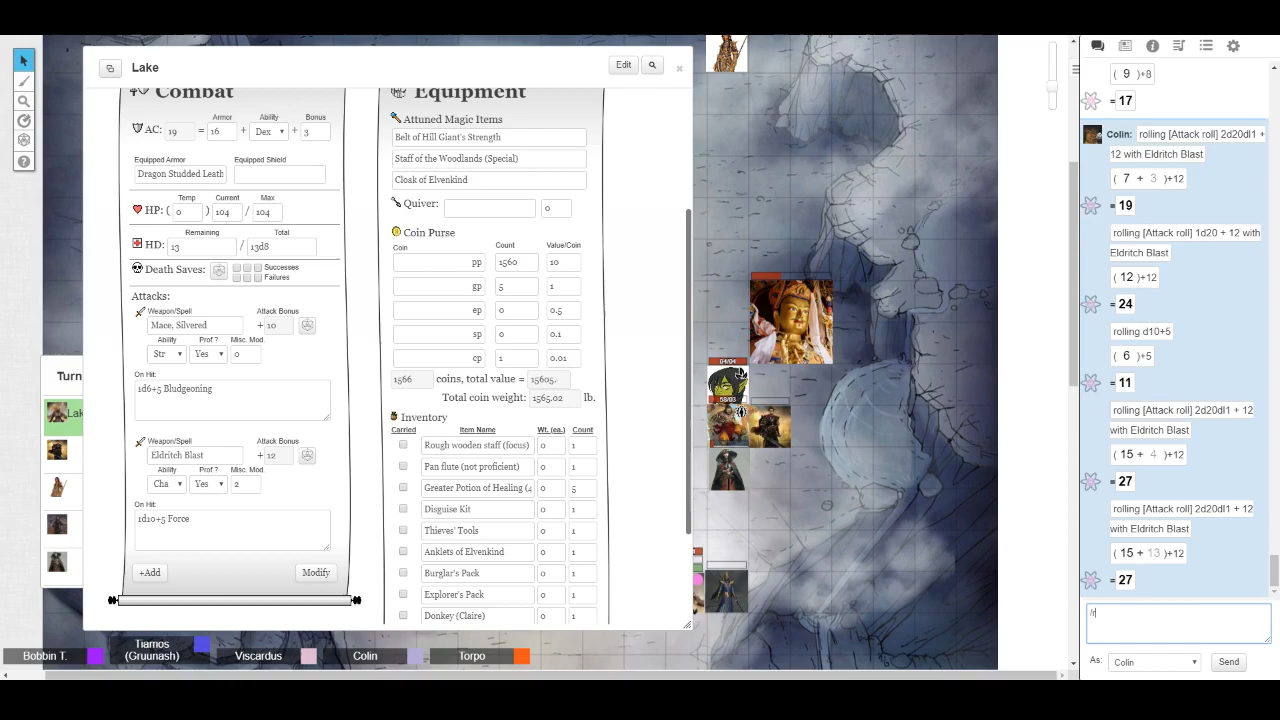 Lake
Edit
Combat
AC: 19 = 16 + Dex + 3
Armor Ability Bonus
Equipped Armor Equipped Shield
Dragon Studded Leath
Temp Current Max
HP: ( 0 ) 104 / 104
Remaining Total
HD: 13 / 13d8
Death Saves: Successes
Failures
Attacks:
Weapon/Spell Attack Bonus
Mace, Silvered + 10
Ability Prof ? Misc. Mod.
Str Yes 0
On Hit:
1d6+5 Bludgeoning
Weapon/Spell Attack Bonus
Eldritch Blast + 12
Ability Prof ? Misc. Mod.
Cha Yes 2
On Hit:
1d10+5 Force
+Add Modify
Equipment
Attuned Magic Items
Belt of Hill Giant's Strength
Staff of the Woodlands (Special)
Cloak of Elvenkind
Quiver: 0
Coin Purse
Coin Count Value/Coin
pp 1560 10
gp 5 1
ep 0.5
sp 0.1
cp 1 0.01
1566 coins, total value = 15605.
Total coin weight: 1565.02 lb.
Inventory
Carried Item Name Wt. (ea.) Count
Rough wooden staff (focus) 0 1
Pan flute (not proficient) 0 1
Greater Potion of Healing (4 0 5
Disguise Kit 0 1
Thieves' Tools 0 1
Anklets of Elvenkind 0 1
Burglar's Pack 0 1
Explorer's Pack 0 1
Donkey (Claire) 0 1
Turn
Lak
04/04
58/03
Bobbin T.
Tiamos
(Gruunash)
Viscardus
Colin
Torpo
( 9 )+8
= 17
Colin: rolling [Attack roll] 2d20dl1 +
12 with Eldritch Blast
( 7 + 3 )+12
= 19
rolling [Attack roll] 1d20 + 12 with
Eldritch Blast
( 12 )+12
= 24
rolling d10+5
( 6 )+5
= 11
rolling [Attack roll] 2d20dl1 + 12
with Eldritch Blast
( 15 + 4 )+12
= 27
rolling [Attack roll] 2d20dl1 + 12
with Eldritch Blast
( 15 + 13 )+12
= 27
/r
As: Colin Send